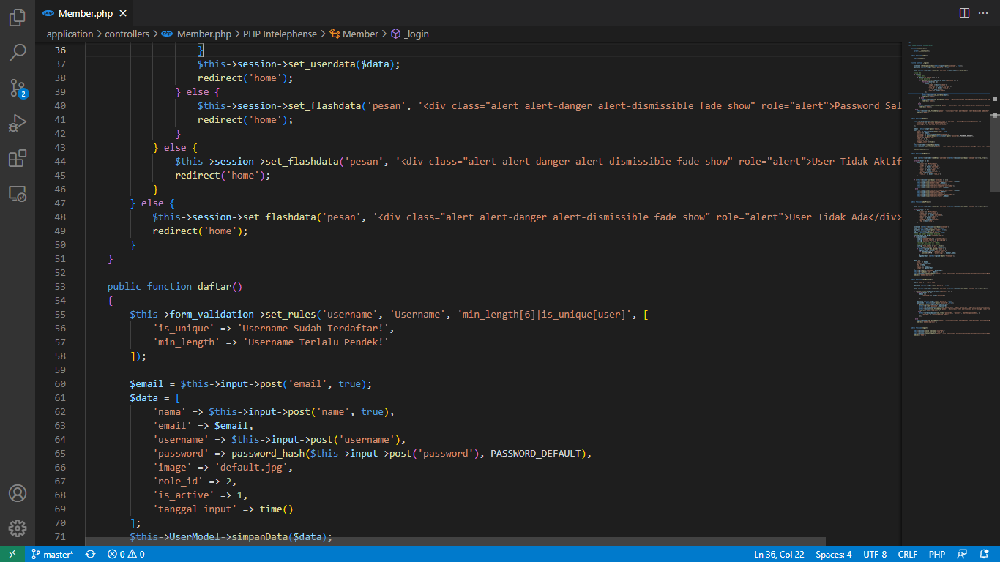 Member.php
application > controllers > Member.php > PHP Intelephense > Member > _login
36 }
37 $this->session->set_userdata($data);
38 redirect('home');
39 } else {
40 $this->session->set_flashdata('pesan', '<div class="alert alert-danger alert-dismissible fade show" role="alert">Password Sal
41 redirect('home');
42 }
43 } else {
44 $this->session->set_flashdata('pesan', '<div class="alert alert-danger alert-dismissible fade show" role="alert">User Tidak Aktif
45 redirect('home');
46 }
47 } else {
48 $this->session->set_flashdata('pesan', '<div class="alert alert-danger alert-dismissible fade show" role="alert">User Tidak Ada</div>
49 redirect('home');
50 }
51 }
52
53 public function daftar()
54 {
55 $this->form_validation->set_rules('username', 'Username', 'min_length[6]|is_unique[user]', [
56 'is_unique' => 'Username Sudah Terdaftar!',
57 'min_length' => 'Username Terlalu Pendek!'
58 ]);
59
60 $email = $this->input->post('email', true);
61 $data = [
62 'nama' => $this->input->post('name', true),
63 'email' => $email,
64 'username' => $this->input->post('username'),
65 'password' => password_hash($this->input->post('password'), PASSWORD_DEFAULT),
66 'image' => 'default.jpg',
67 'role_id' => 2,
68 'is_active' => 1,
69 'tanggal_input' => time()
70 ];
71 $this->UserModel->simpanData($data);
2
master* 0 0 Ln 36, Col 22 Spaces: 4 UTF-8 CRLF PHP